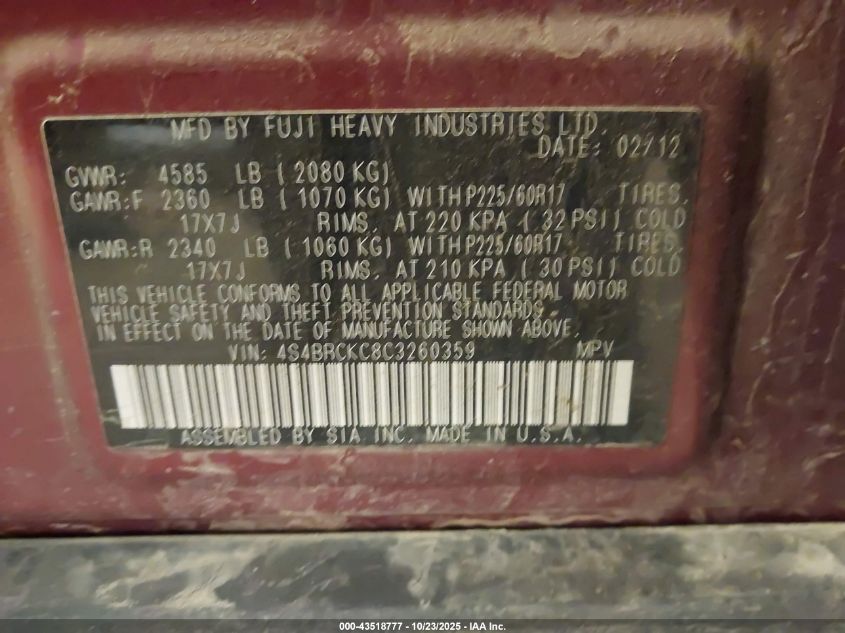 MFD BY FUJI HEAVY INDUSTRIES LTD.
DATE: 02/12
GVWR: 4585 LB ( 2080 KG)
GAWR:F 2360 LB ( 1070 KG) WITH P225/60R17 TIRES.
17X7J RIMS. AT 220 KPA ( 32 PSI) COLD
GAWR:R 2340 LB ( 1060 KG) WITH P225/60R17 TIRES.
17X7J RIMS. AT 210 KPA ( 30 PSI) COLD
THIS VEHICLE CONFORMS TO ALL APPLICABLE FEDERAL MOTOR
VEHICLE SAFETY AND THEFT PREVENTION STANDARDS
IN EFFECT ON THE DATE OF MANUFACTURE SHOWN ABOVE.
VIN: 4S4BRCKC8C3260359 MPV
ASSEMBLED BY SIA INC. MADE IN U.S.A.
000-43518777 - 10/23/2025 - IAA Inc.